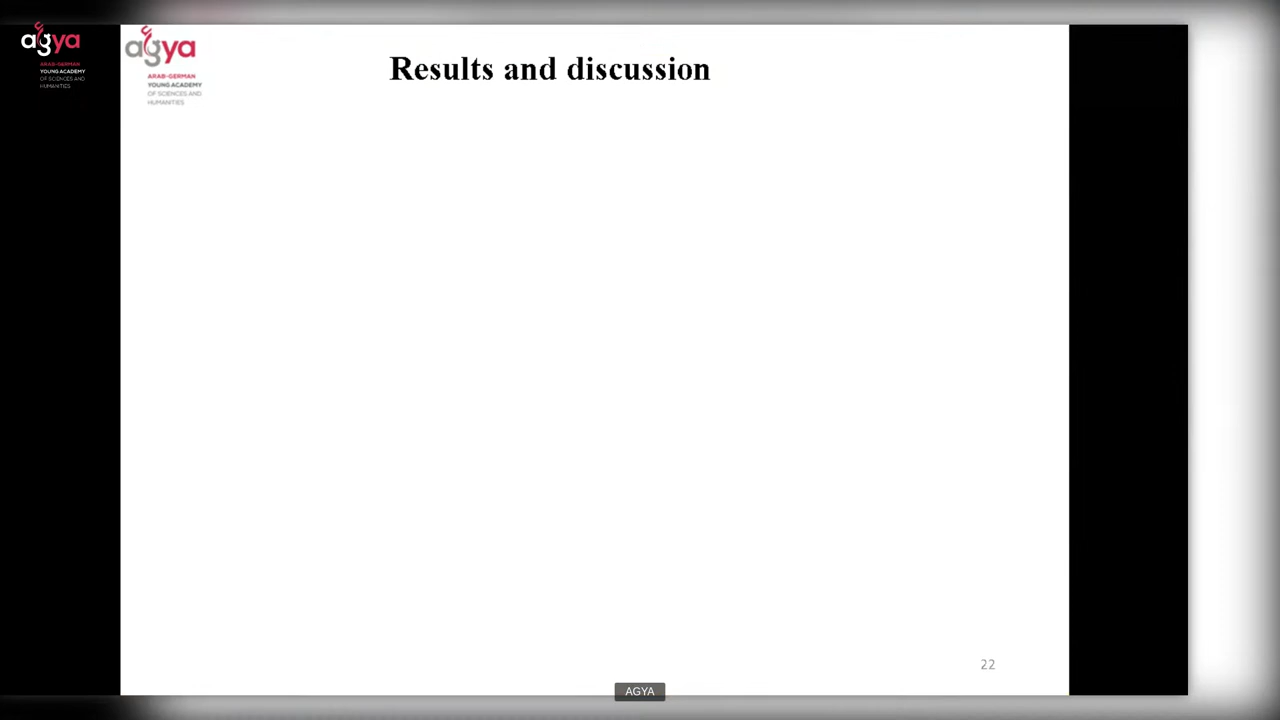 agya
ARAB-GERMAN
YOUNG ACADEMY
OF SCIENCES AND
HUMANITIES
agya
ARAB-GERMAN
YOUNG ACADEMY
OF SCIENCES AND
HUMANITIES
Results and discussion
22
AGYA